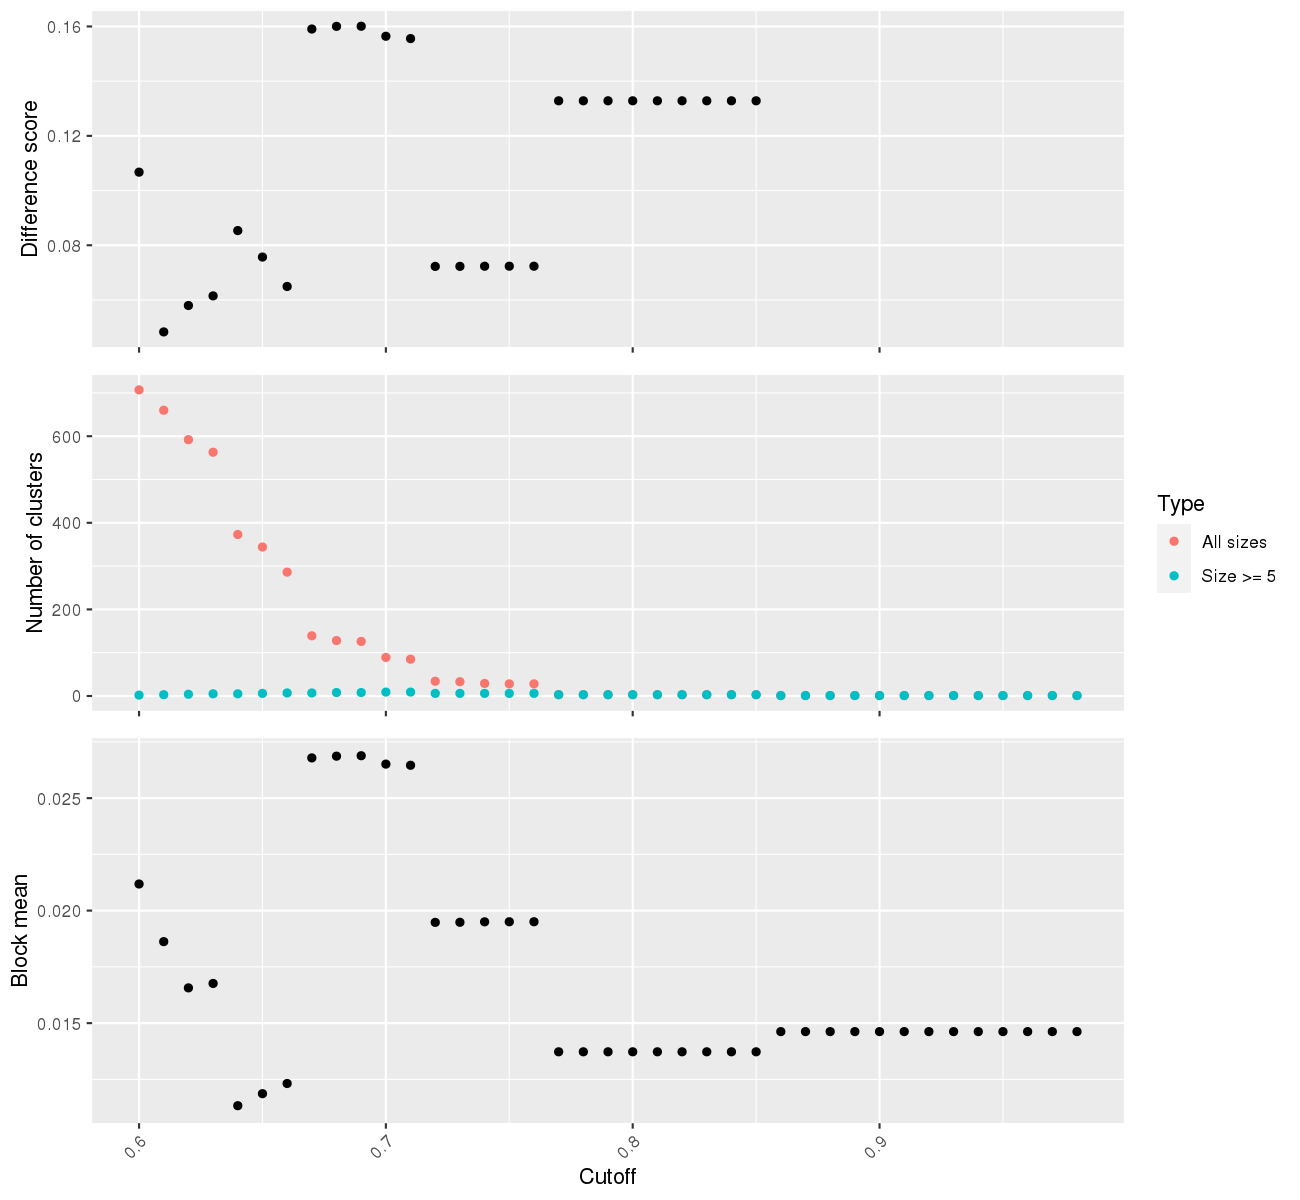 0.16
0.12
0.08
Difference score
600
400
200
0
Number of clusters
Type
All sizes
Size >= 5
0.025
0.020
0.015
Block mean
0.6
0.7
0.8
0.9
Cutoff